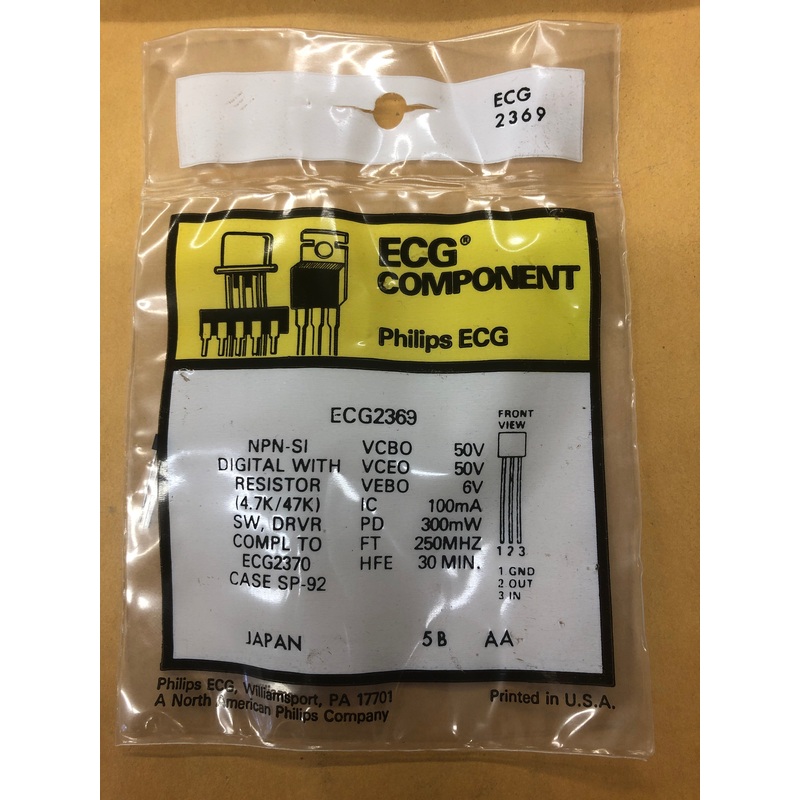 ECG
2369
ECG®
COMPONENT
Philips ECG
ECG2369
NPN-SI VCBO 50V
DIGITAL WITH VCEO 50V
RESISTOR VEBO 6V
(4.7K/47K) IC 100mA
SW, DRVR PD 300mW
COMPL TO FT 250MHZ
ECG2370 HFE 30 MIN.
CASE SP-92
FRONT
VIEW
1 2 3
1 GND
2 OUT
3 IN
JAPAN 5B AA
Philips ECG, Williamsport, PA 17701
A North American Philips Company
Printed in U.S.A.